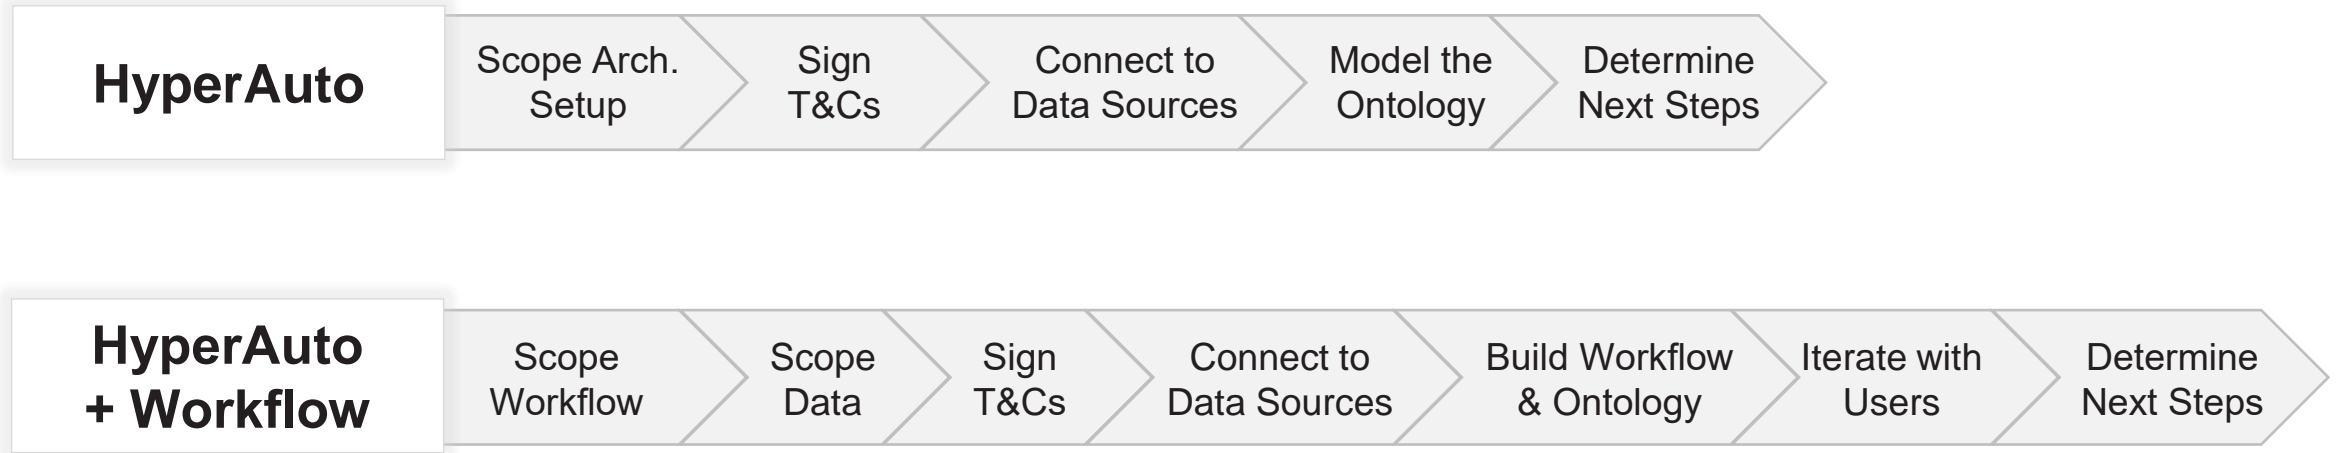 HyperAuto
Scope Arch.
Setup
Sign
T&Cs
Connect to
Data Sources
Model the
Ontology
Determine
Next Steps
HyperAuto
+ Workflow
Scope
Workflow
Scope
Data
Sign
T&Cs
Connect to
Data Sources
Build Workflow
& Ontology
Iterate with
Users
Determine
Next Steps